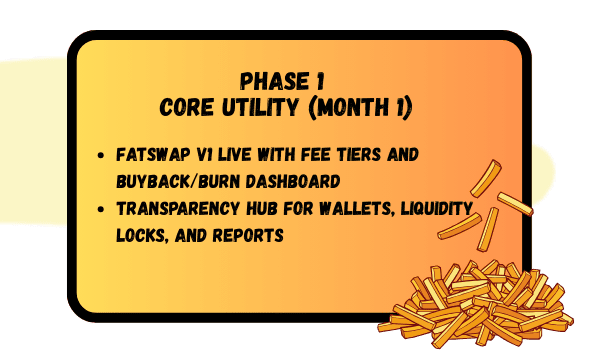 PHASE 1
CORE UTILITY (MONTH 1)
• FATSWAP V1 LIVE WITH FEE TIERS AND
BUYBACK/BURN DASHBOARD
• TRANSPARENCY HUB FOR WALLETS, LIQUIDITY
LOCKS, AND REPORTS